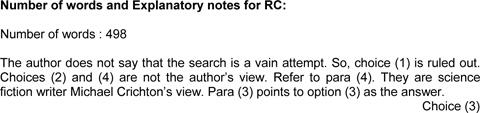 Number of words and Explanatory notes for RC:
Number of words : 498
The author does not say that the search is a vain attempt. So, choice (1) is ruled out.
Choices (2) and (4) are not the author's view. Refer to para (4). They are science
fiction writer Michael Crichton's view. Para (3) points to option (3) as the answer.
Choice (3)